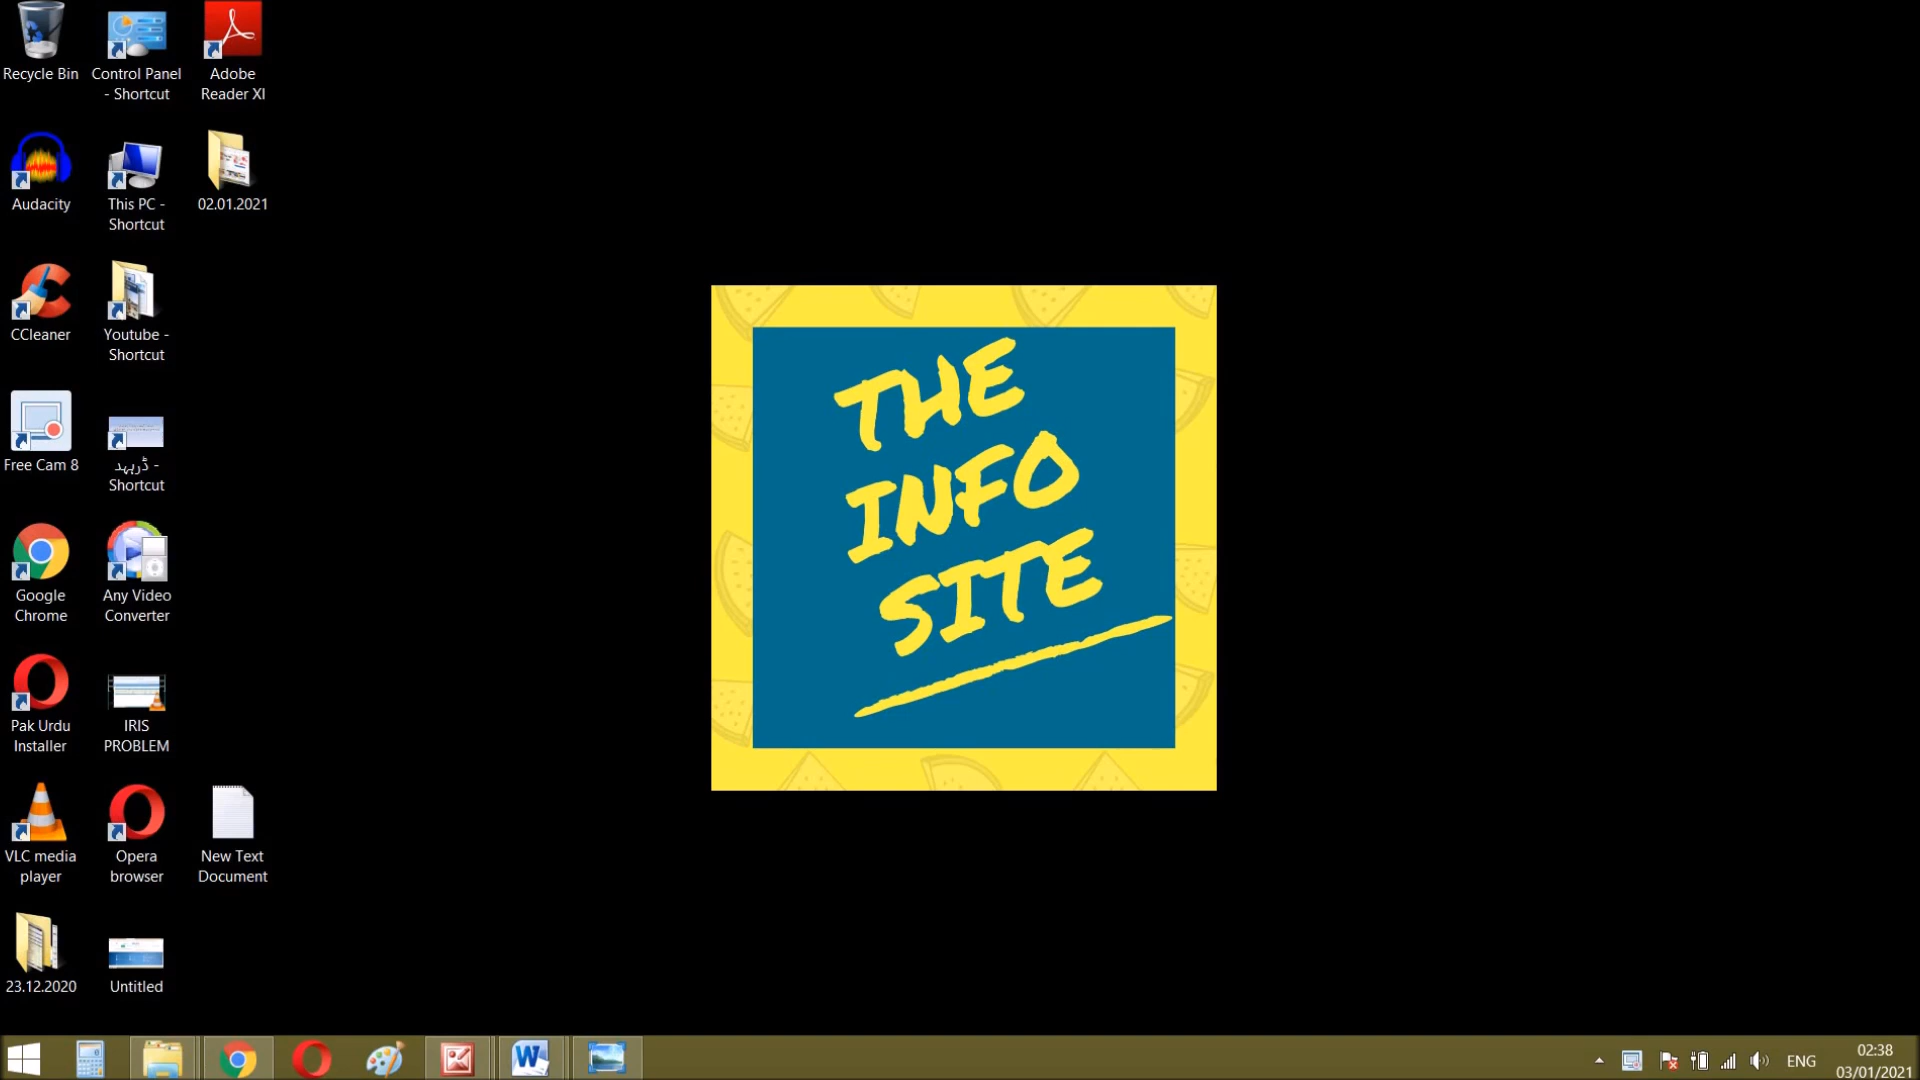 Recycle Bin
Control Panel
- Shortcut
Adobe
Reader XI
Audacity
This PC -
Shortcut
02.01.2021
CCleaner
Youtube -
Shortcut
Free Cam 8
Shortcut
Google
Chrome
Any Video
Converter
Pak Urdu
Installer
IRIS
PROBLEM
VLC media
player
Opera
browser
New Text
Document
23.12.2020
Untitled
THE
INFO
SITE
ENG
02:38
03/01/2021